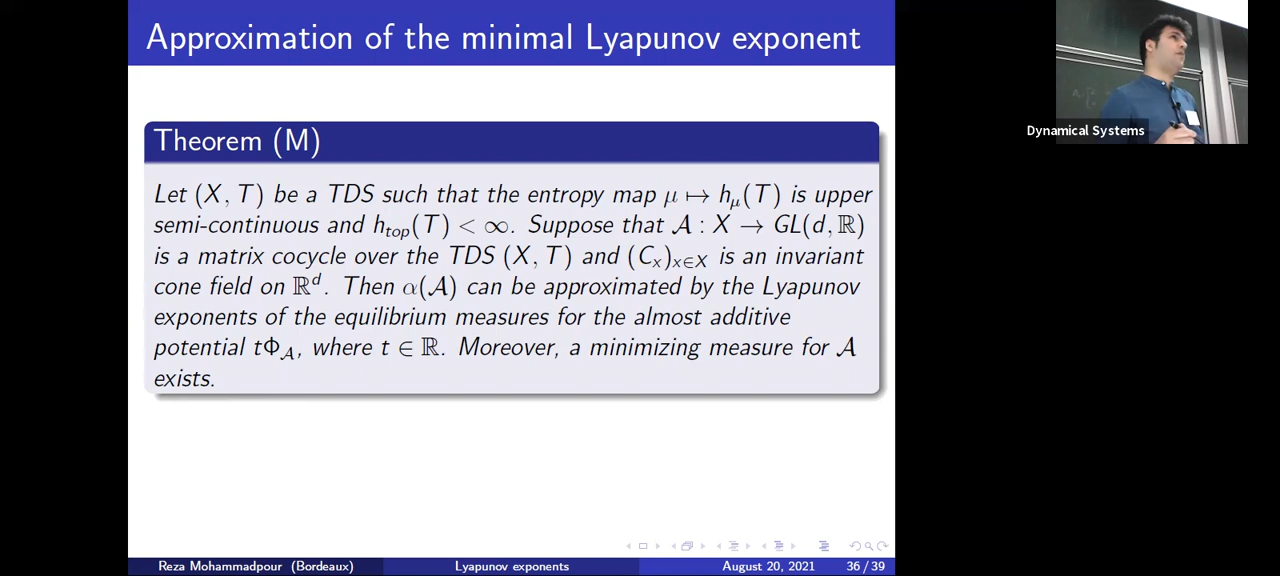 Approximation of the minimal Lyapunov exponent
Dynamical Systems
Theorem (M)
Let (X, T) be a TDS such that the entropy map μ ↦ h_μ(T) is upper
semi-continuous and h_top(T) < ∞. Suppose that 𝒜 : X → GL(d, ℝ)
is a matrix cocycle over the TDS (X, T) and (C_x)_{x∈X} is an invariant
cone field on ℝ^d. Then α(𝒜) can be approximated by the Lyapunov
exponents of the equilibrium measures for the almost additive
potential tΦ_𝒜, where t ∈ ℝ. Moreover, a minimizing measure for 𝒜
exists.
Reza Mohammadpour (Bordeaux) Lyapunov exponents August 20, 2021 36 / 39